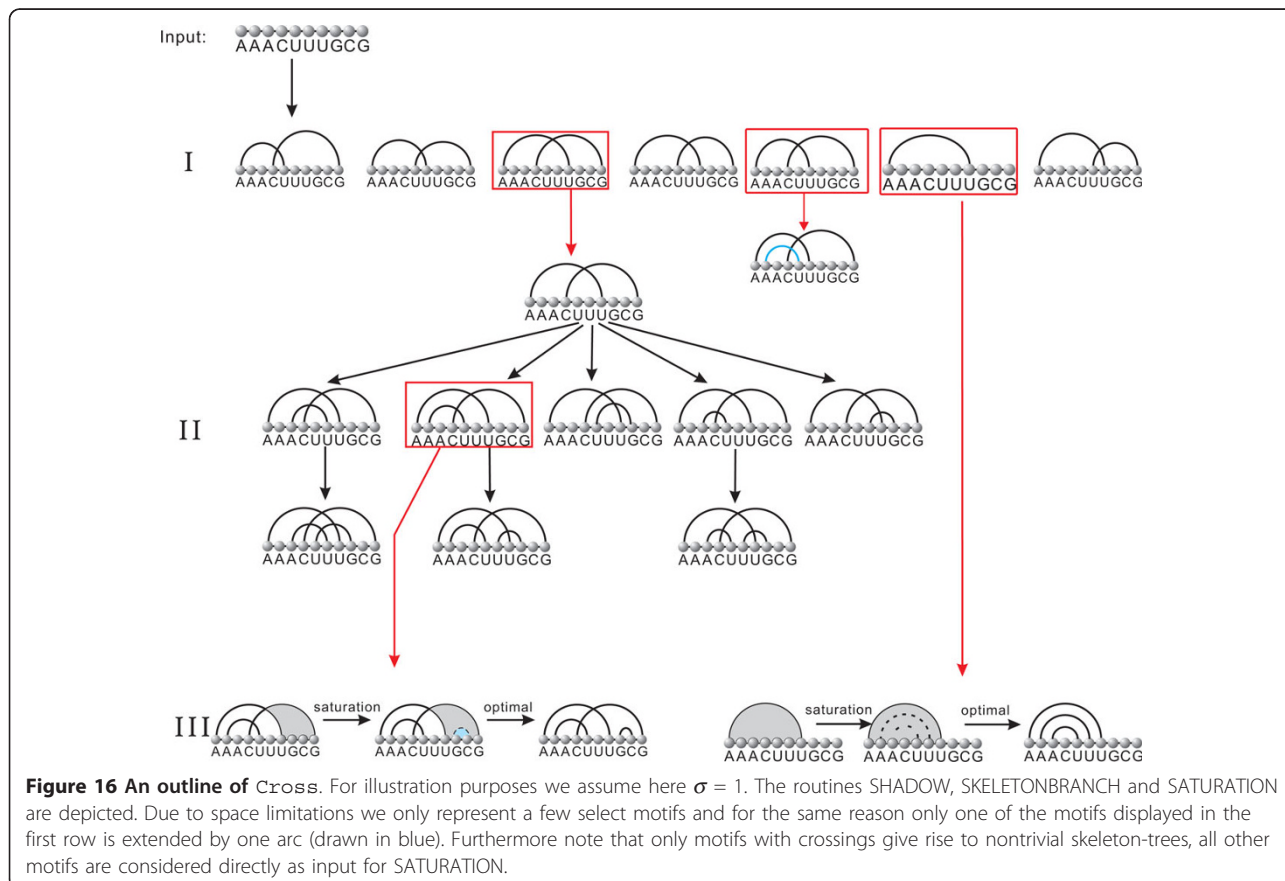 Input:
AAACUUUGCG
I
AAACUUUGCG AAACUUUGCG AAACUUUGCG AAACUUUGCG AAACUUUGCG AAACUUUGCG AAACUUUGCG
AAACUUUGCG
AAACUUUGCG
II
AAACUUUGCG AAACUUUGCG AAACUUUGCG AAACUUUGCG AAACUUUGCG
AAACUUUGCG AAACUUUGCG AAACUUUGCG
III
saturation optimal saturation optimal
AAACUUUGCG AAACUUUGCG AAACUUUGCG AAACUUUGCG AAACUUUGCG AAACUUUGCG
Figure 16 An outline of Cross. For illustration purposes we assume here σ = 1. The routines SHADOW, SKELETONBRANCH and SATURATION
are depicted. Due to space limitations we only represent a few select motifs and for the same reason only one of the motifs displayed in the
first row is extended by one arc (drawn in blue). Furthermore note that only motifs with crossings give rise to nontrivial skeleton-trees, all other
motifs are considered directly as input for SATURATION.